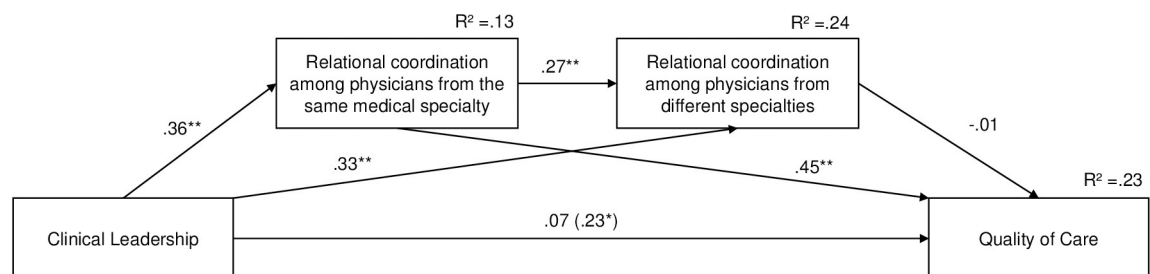 R² =.13
R² =.24
Relational coordination
among physicians from the
same medical specialty
.27**
Relational coordination
among physicians from
different specialties
.36**
-.01
.33**
.45**
R² =.23
.07 (.23*)
Clinical Leadership
Quality of Care